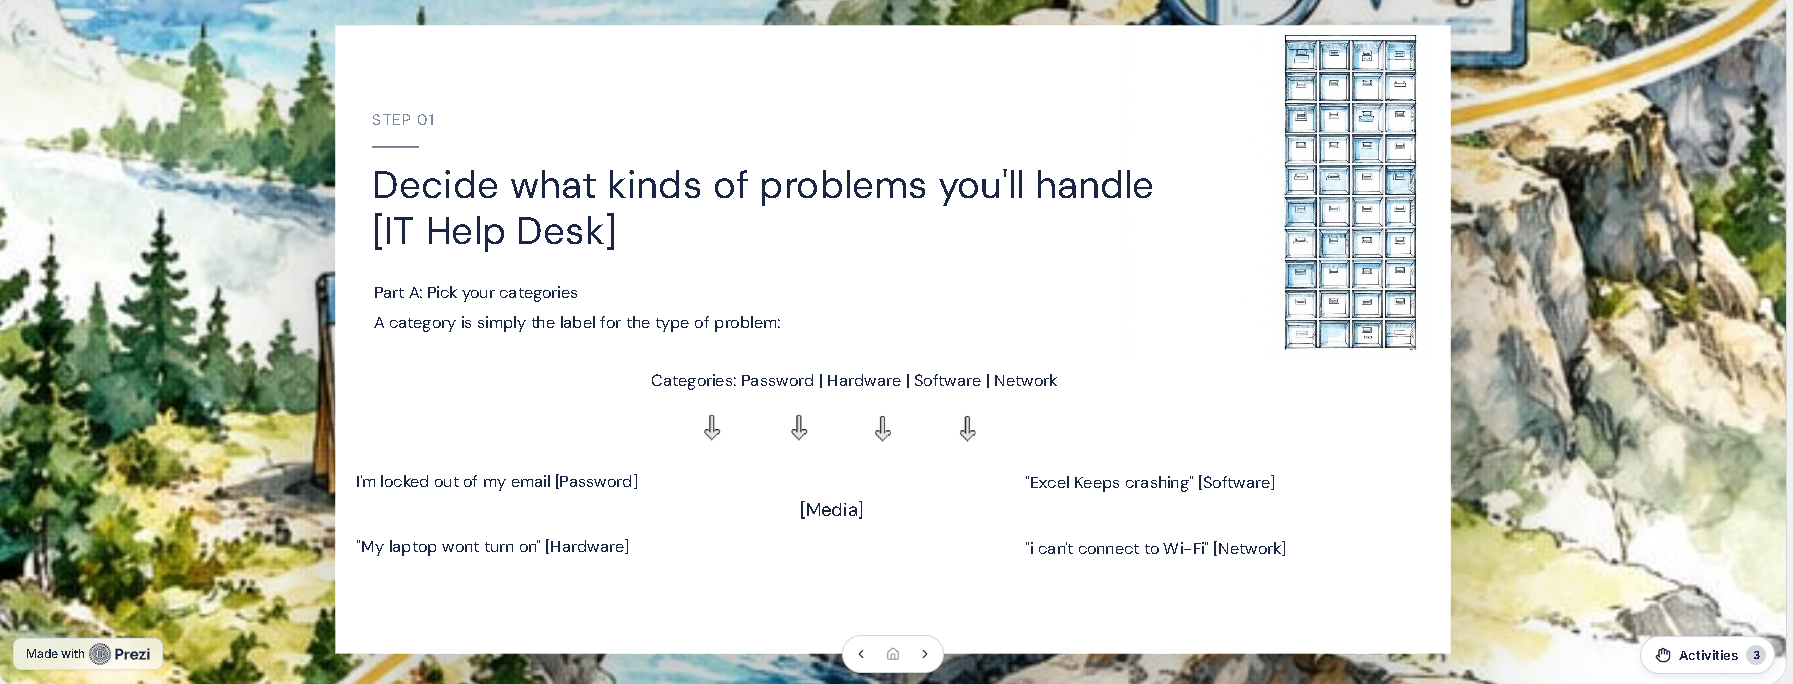 STEP 01
Decide what kinds of problems you'll handle
[IT Help Desk]
Part A: Pick your categories
A category is simply the label for the type of problem:
Categories: Password | Hardware | Software | Network
I'm locked out of my email [Password]
"Excel Keeps crashing" [Software]
[Media]
"My laptop wont turn on" [Hardware]
"i can't connect to Wi-Fi" [Network]
Made with Prezi
Activities 3